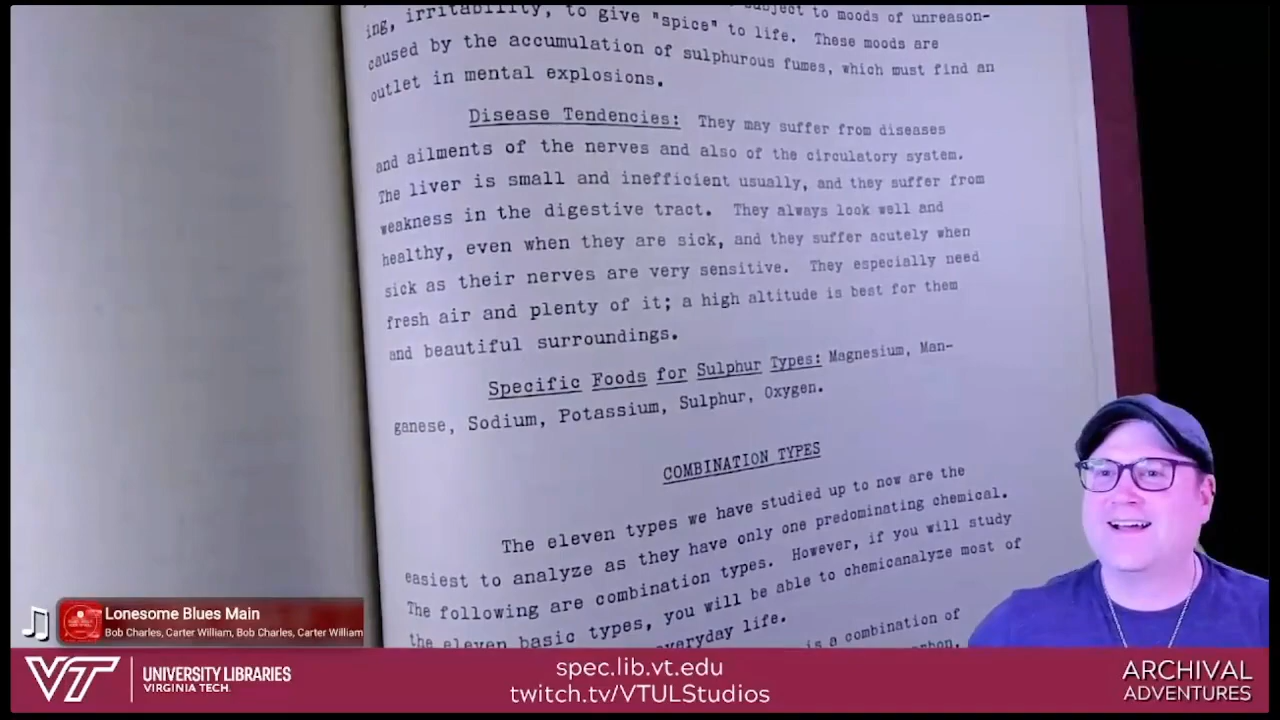 subject to moods of unreason-
ing, irritability, to give "spice" to life. These moods are
caused by the accumulation of sulphurous fumes, which must find an
outlet in mental explosions.
Disease Tendencies: They may suffer from diseases
and ailments of the nerves and also of the circulatory system.
The liver is small and inefficient usually, and they suffer from
weakness in the digestive tract. They always look well and
healthy, even when they are sick, and they suffer acutely when
sick as their nerves are very sensitive. They especially need
fresh air and plenty of it; a high altitude is best for them
and beautiful surroundings.
Specific Foods for Sulphur Types: Magnesium, Man-
ganese, Sodium, Potassium, Sulphur, Oxygen.
COMBINATION TYPES
The eleven types we have studied up to now are the
easiest to analyze as they have only one predominating chemical.
The following are combination types. However, if you will study
the eleven basic types, you will be able to chemicanalyze most of
everyday life.
is a combination of
Lonesome Blues Main
Bob Charles, Carter William, Bob Charles, Carter William
VT
UNIVERSITY LIBRARIES
VIRGINIA TECH.
spec.lib.vt.edu
twitch.tv/VTULStudios
ARCHIVAL
ADVENTURES